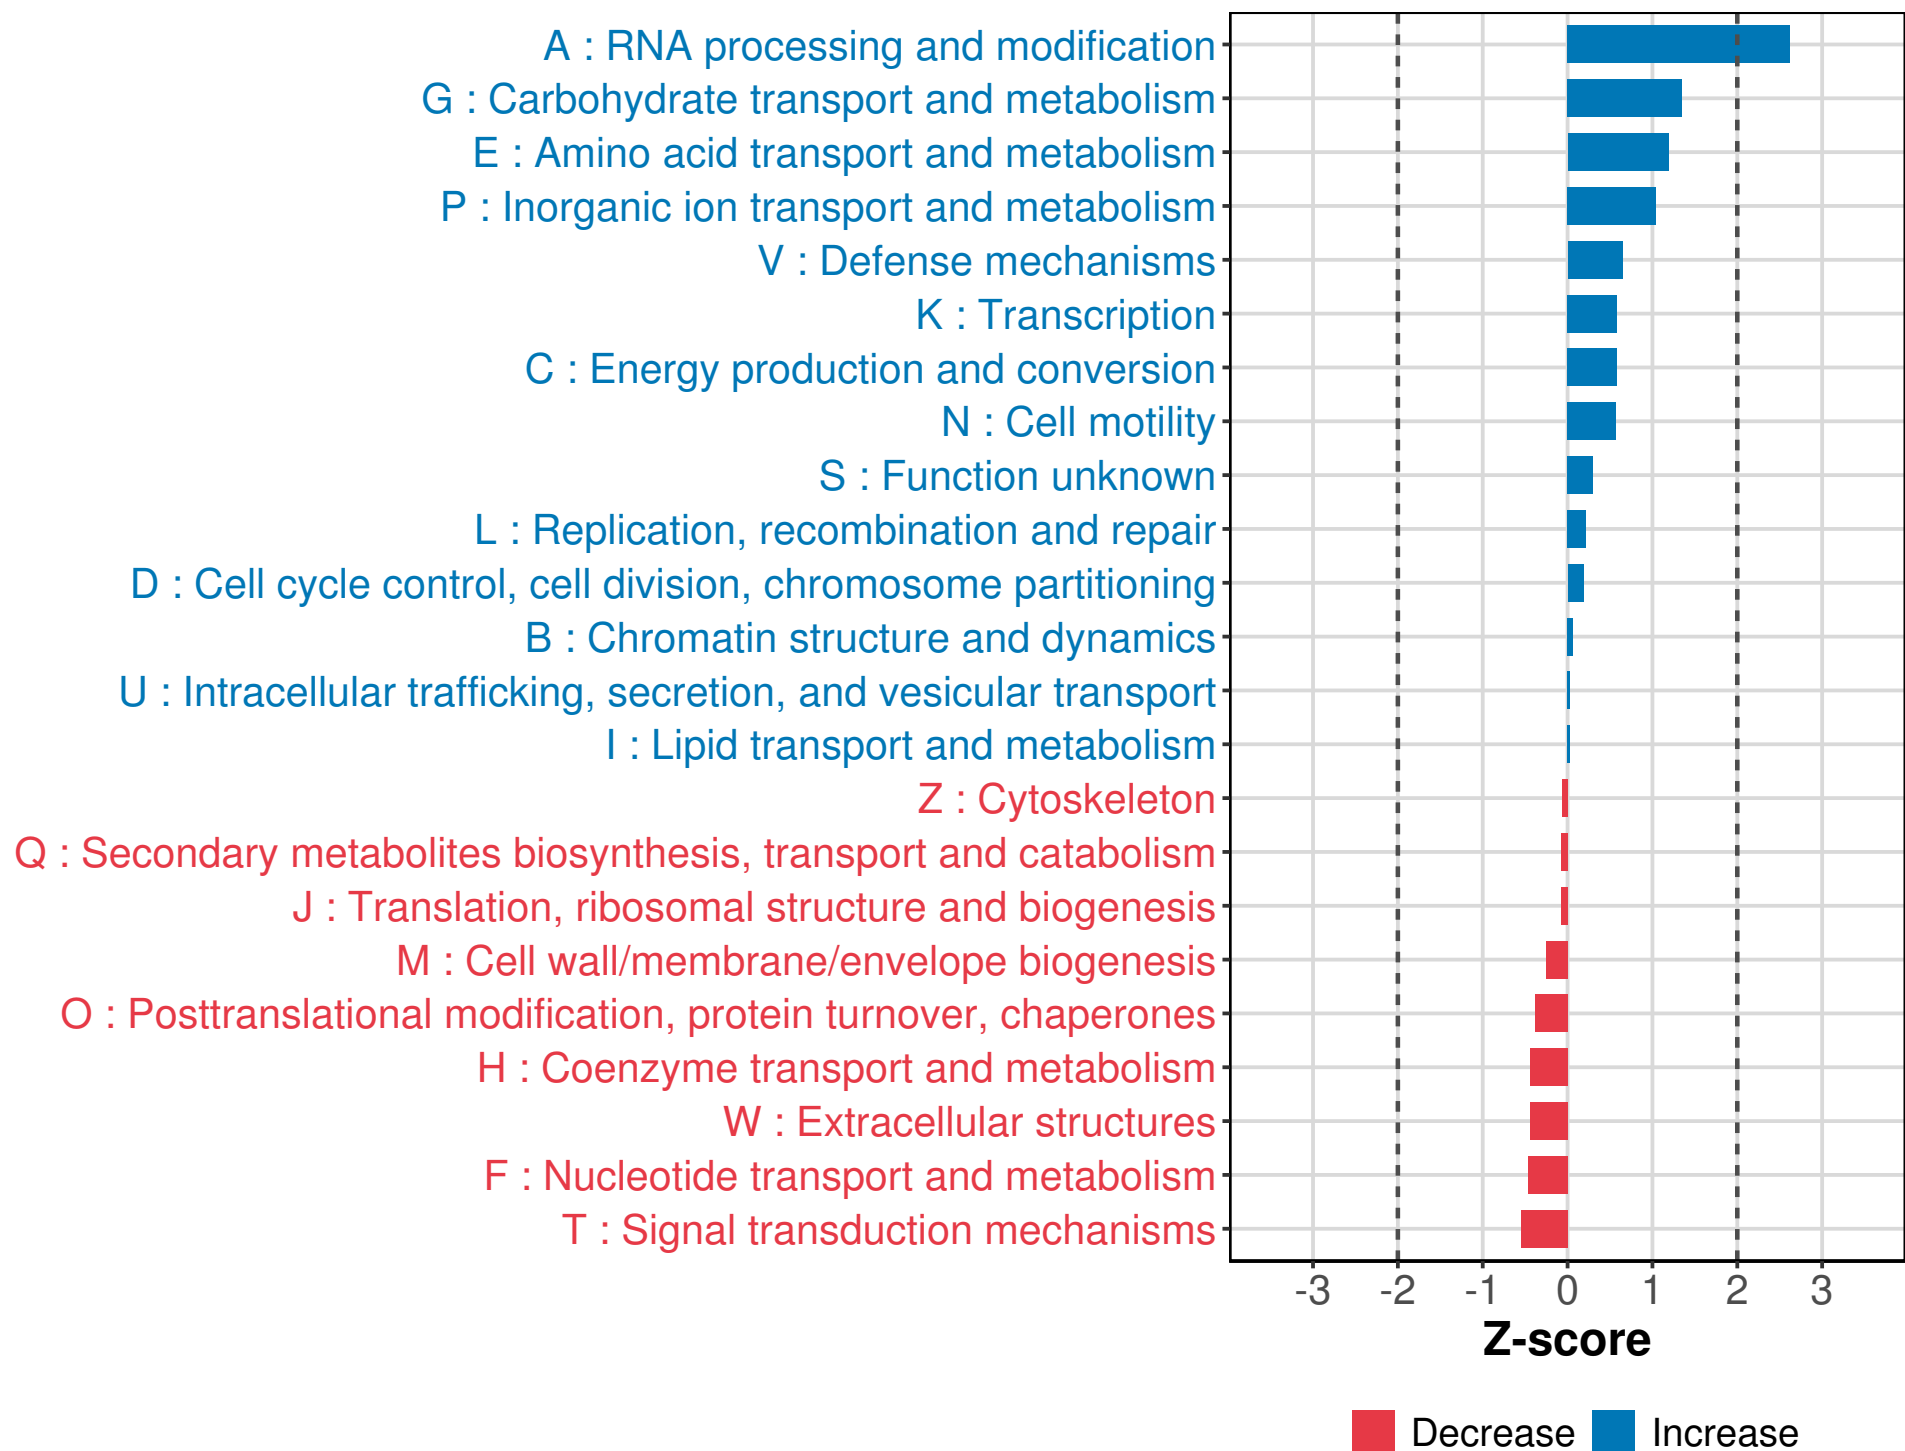 A : RNA processing and modification
G : Carbohydrate transport and metabolism
E : Amino acid transport and metabolism
P : Inorganic ion transport and metabolism
V : Defense mechanisms
K : Transcription
C : Energy production and conversion
N : Cell motility
S : Function unknown
L : Replication, recombination and repair
D : Cell cycle control, cell division, chromosome partitioning
B : Chromatin structure and dynamics
U : Intracellular trafficking, secretion, and vesicular transport
I : Lipid transport and metabolism
Z : Cytoskeleton
Q : Secondary metabolites biosynthesis, transport and catabolism
J : Translation, ribosomal structure and biogenesis
M : Cell wall/membrane/envelope biogenesis
O : Posttranslational modification, protein turnover, chaperones
H : Coenzyme transport and metabolism
W : Extracellular structures
F : Nucleotide transport and metabolism
T : Signal transduction mechanisms
-3 -2 -1 0 1 2 3
Z-score
Decrease Increase